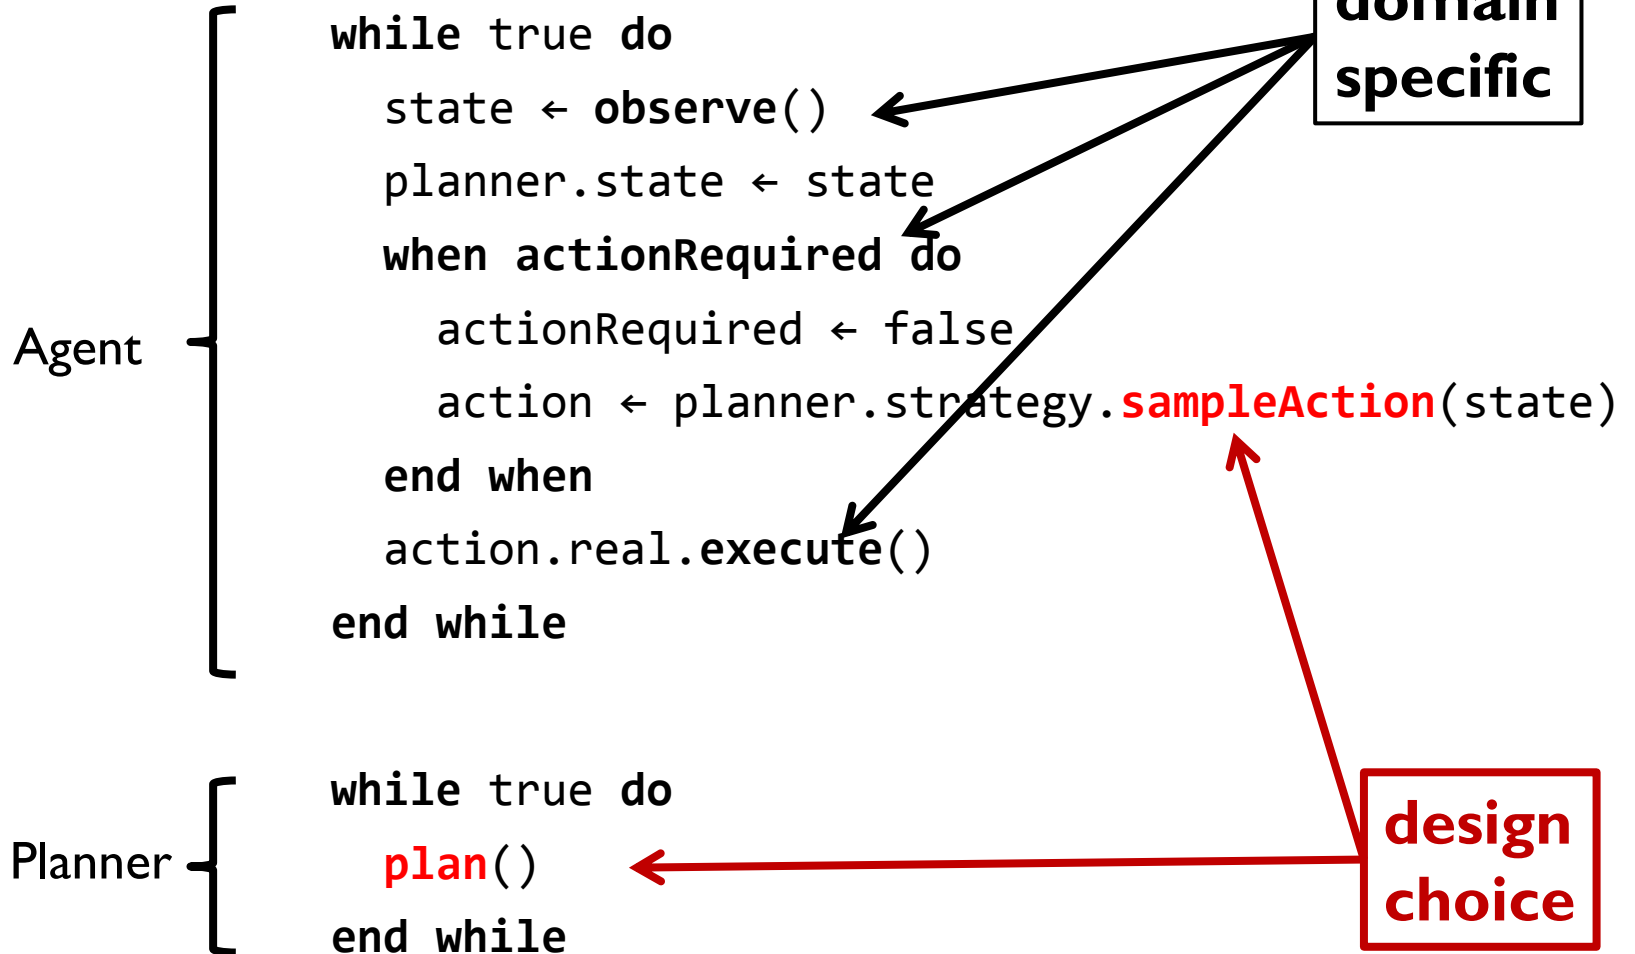 while true do
state ← observe()
planner.state ← state
when actionRequired do
actionRequired ← false
action ← planner.strategy.sampleAction(state)
end when
action.real.execute()
end while
Agent
domain
specific
while true do
plan()
end while
Planner
design
choice